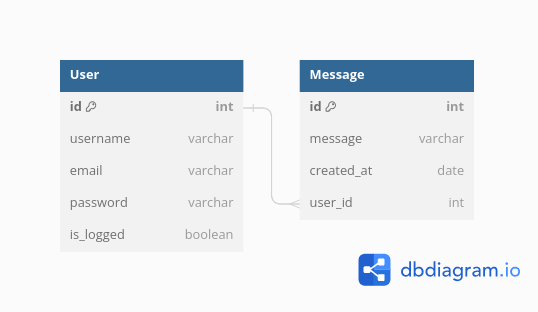 User
id int
username varchar
email varchar
password varchar
is_logged boolean
Message
id int
message varchar
created_at date
user_id int
dbdiagram.io